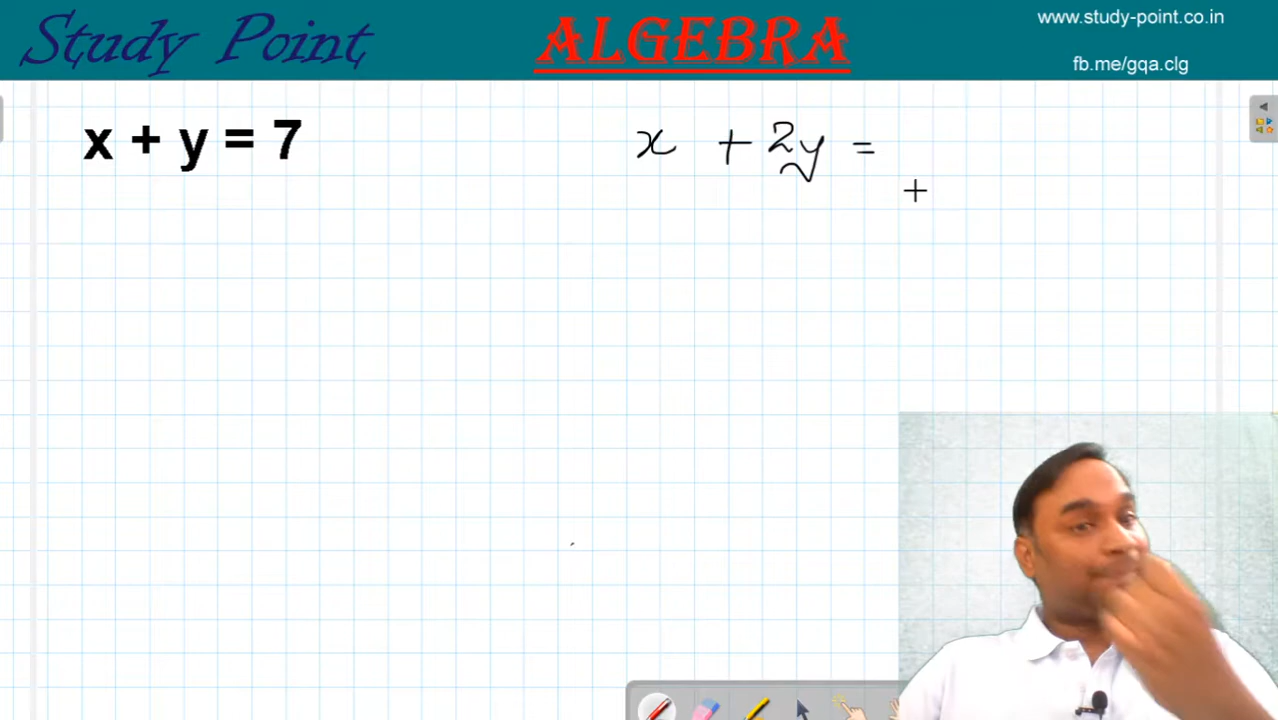 Study Point
ALGEBRA
www.study-point.co.in
fb.me/gqa.clg
x + y = 7
x + 2y =